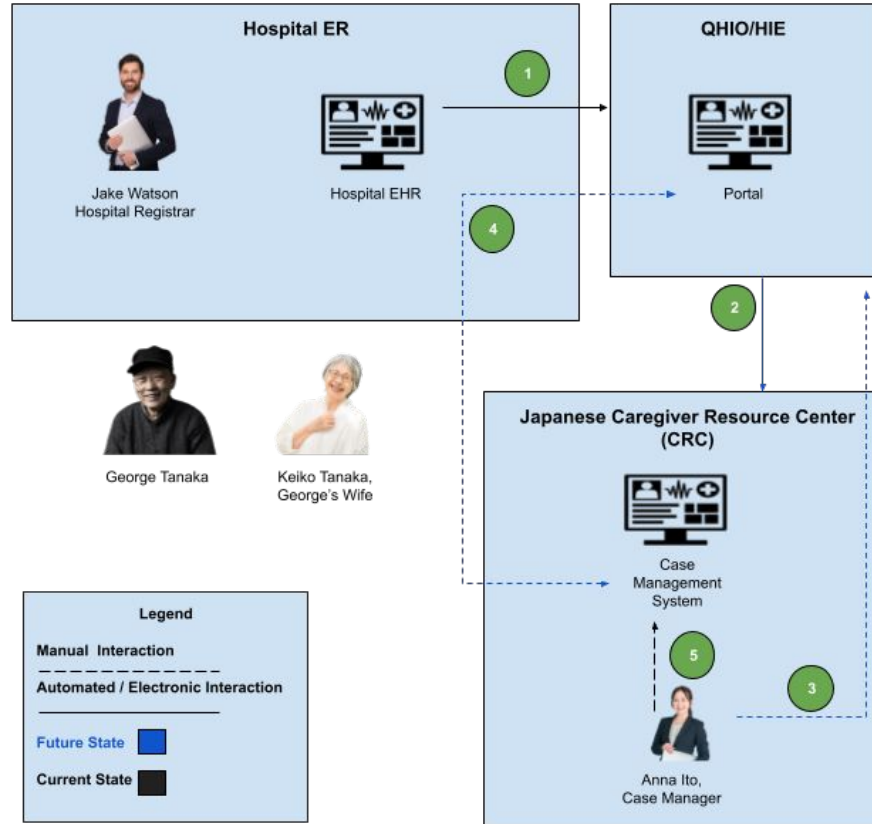 Hospital ER
QHIO/HIE
1
Jake Watson
Hospital Registrar
Hospital EHR
Portal
4
2
George Tanaka
Keiko Tanaka,
George's Wife
Japanese Caregiver Resource Center
(CRC)
Case
Management
System
5
3
Anna Ito,
Case Manager
Legend
Manual Interaction
Automated / Electronic Interaction
Future State
Current State